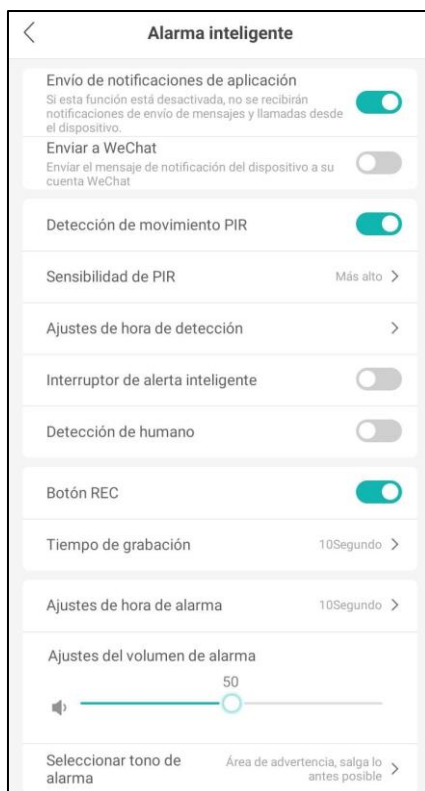 Alarma inteligente
Envío de notificaciones de aplicación
Si esta función está desactivada, no se recibirán
notificaciones de envío de mensajes y llamadas desde
el dispositivo.
Enviar a WeChat
Enviar el mensaje de notificación del dispositivo a su
cuenta WeChat
Detección de movimiento PIR
Sensibilidad de PIR Más alto
Ajustes de hora de detección
Interruptor de alerta inteligente
Detección de humano
Botón REC
Tiempo de grabación 10Segundo
Ajustes de hora de alarma 10Segundo
Ajustes del volumen de alarma
50
Seleccionar tono de
alarma
Área de advertencia, salga lo
antes posible